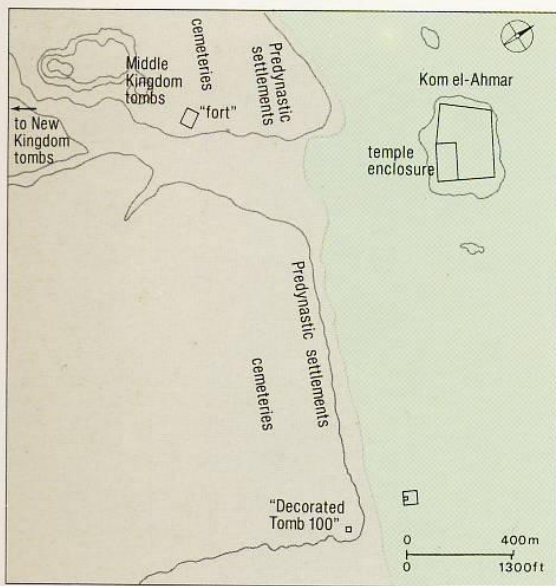 Middle
Kingdom
tombs
cemeteries
Predynastic
settlements
Kom el-Ahmar
"fort"
to New
Kingdom
tombs
temple
enclosure
Predynastic settlements
cemeteries
"Decorated
Tomb 100"
0 400m
0 1300ft